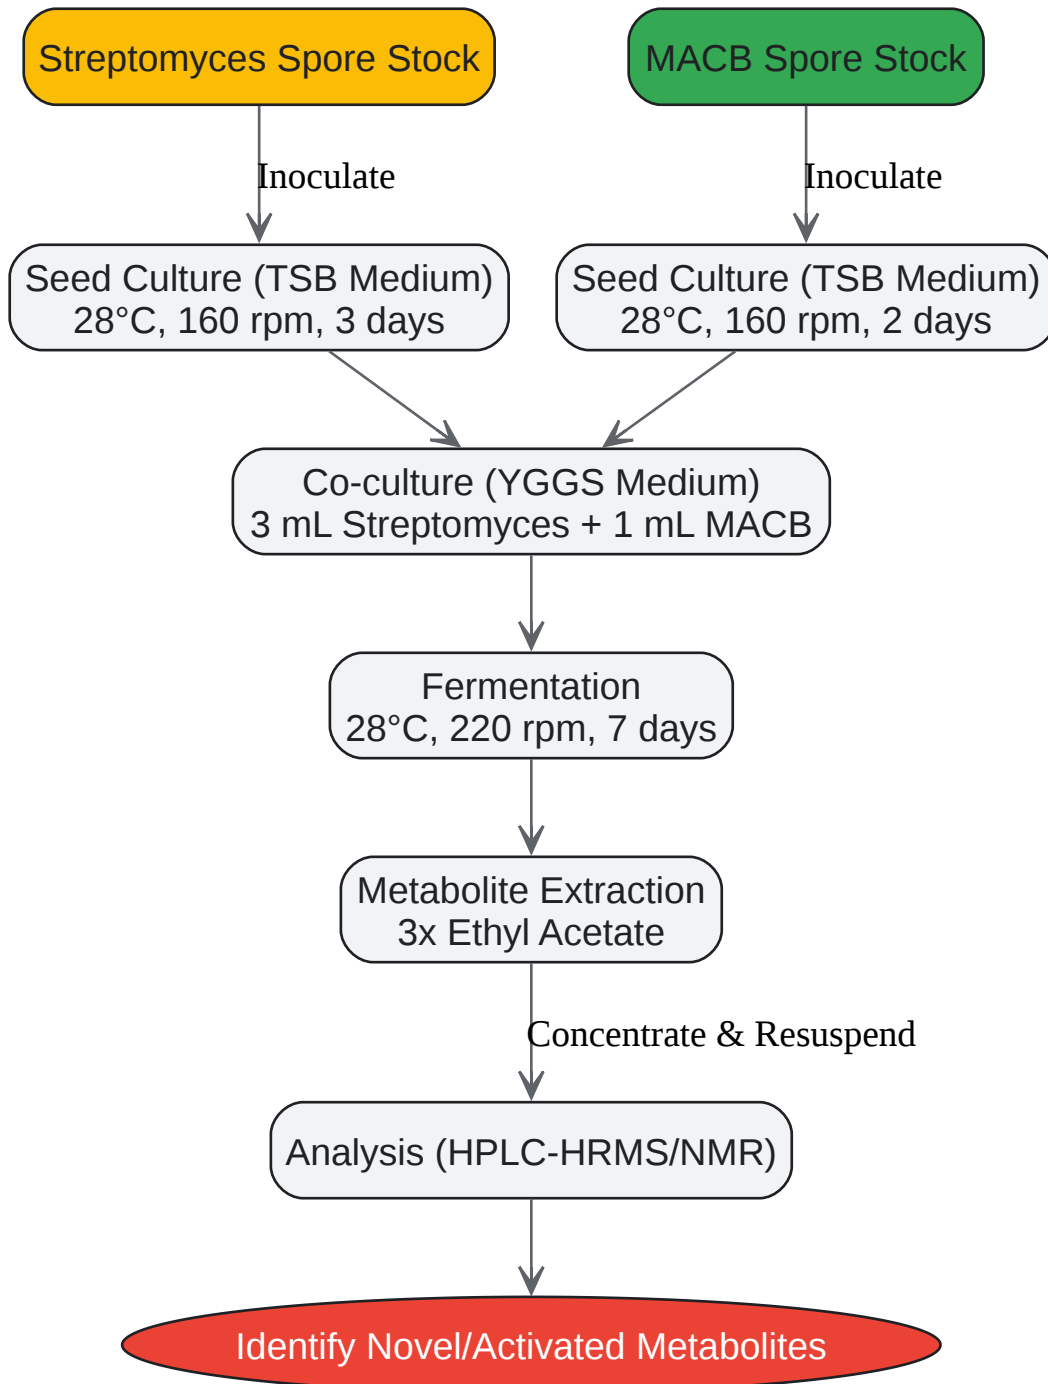 Streptomyces Spore Stock
MACB Spore Stock
Inoculate
Inoculate
Seed Culture (TSB Medium)
28°C, 160 rpm, 3 days
Seed Culture (TSB Medium)
28°C, 160 rpm, 2 days
Co-culture (YGGS Medium)
3 mL Streptomyces + 1 mL MACB
Fermentation
28°C, 220 rpm, 7 days
Metabolite Extraction
3x Ethyl Acetate
Concentrate & Resuspend
Analysis (HPLC-HRMS/NMR)
Identify Novel/Activated Metabolites